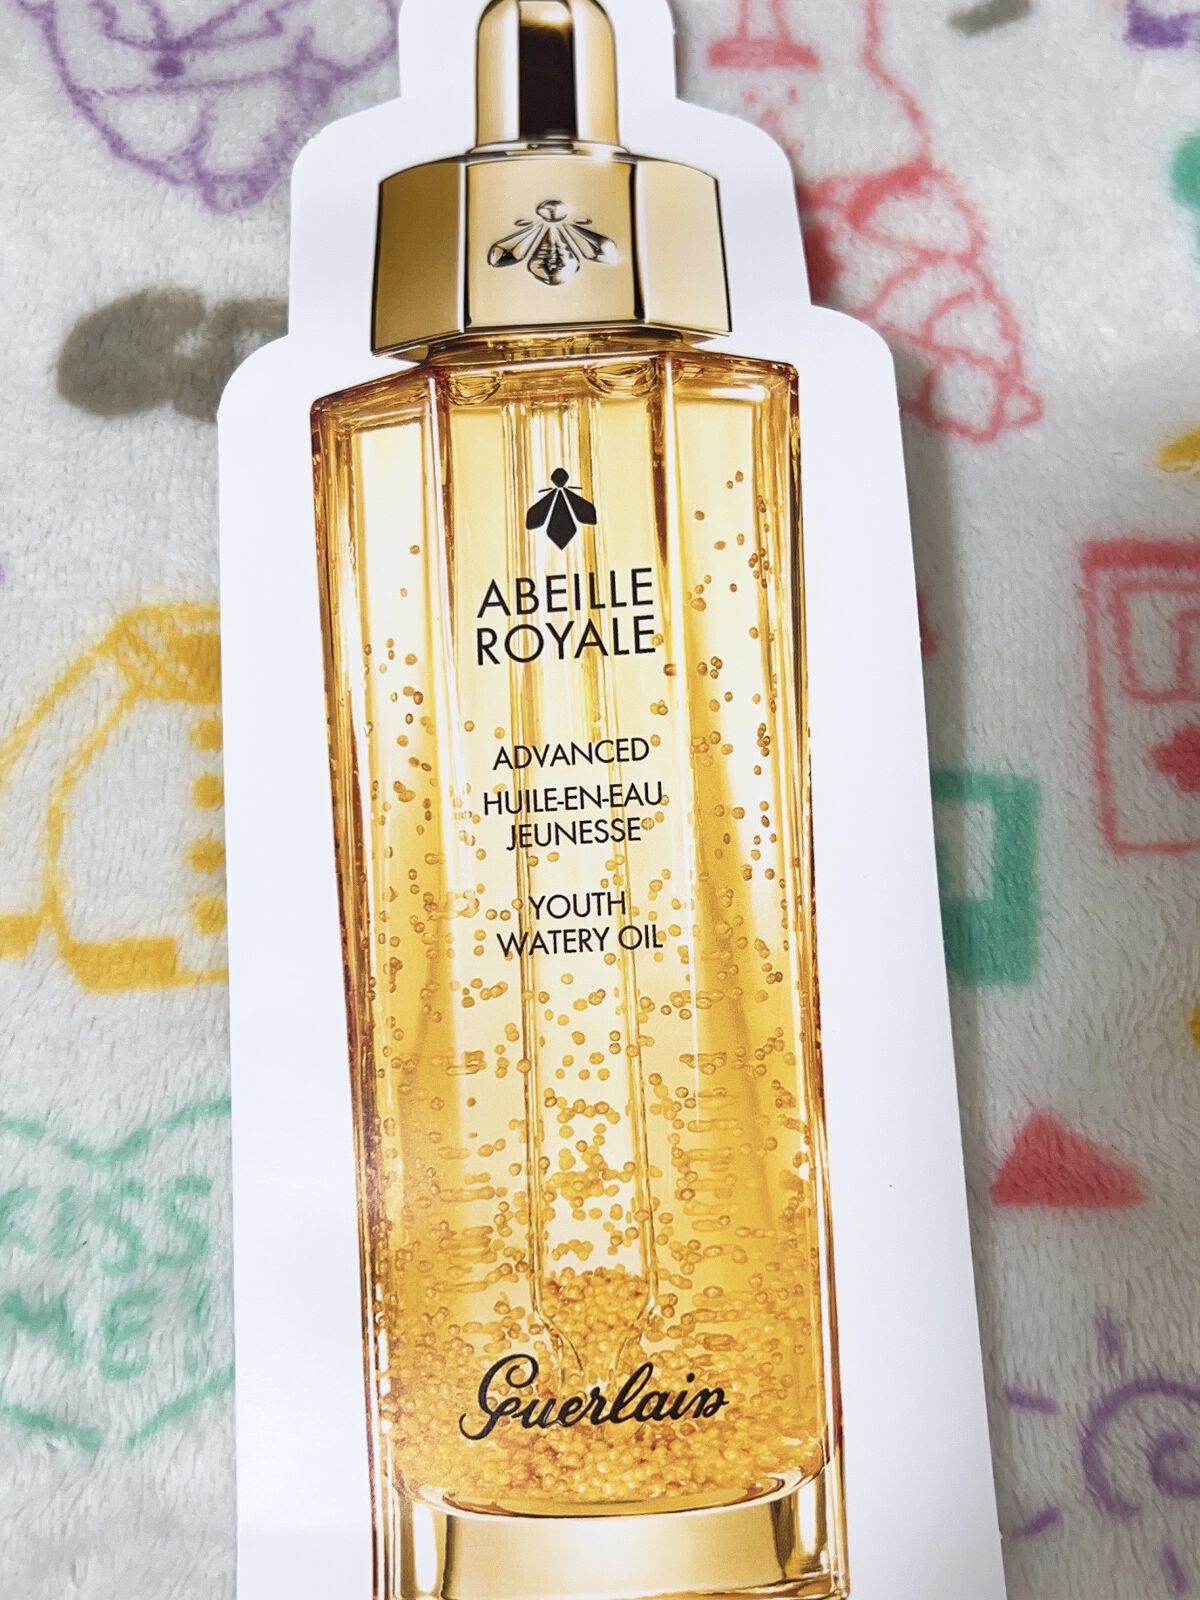 ABEILLE
ROYALE
ADVANCED
HUILE-EN-EAU
JEUNESSE
YOUTH
WATERY OIL
Guerlain
KISS
ME!